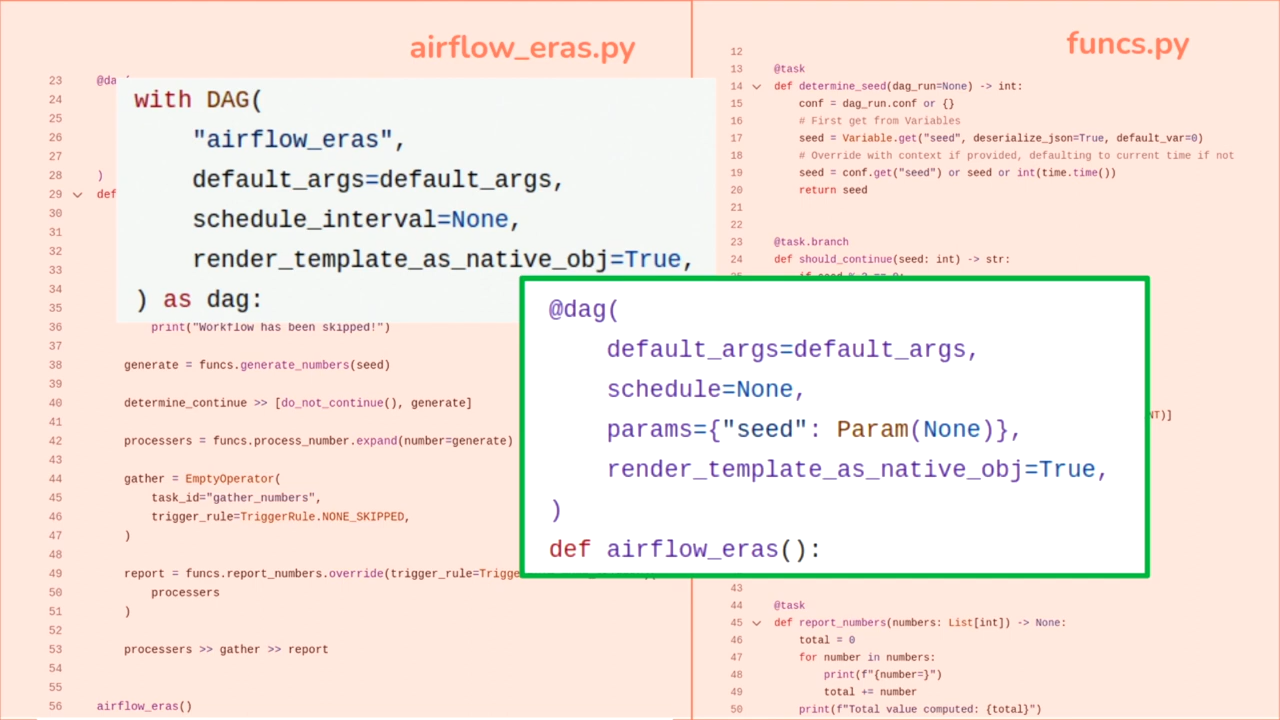 airflow_eras.py
23 @da
24
25
26
27
28 )
29 def
30
31
32
33
34
35
36 print("Workflow has been skipped!")
37
38 generate = funcs.generate_numbers(seed)
39
40 determine_continue >> [do_not_continue(), generate]
41
42 processers = funcs.process_number.expand(number=generate)
43
44 gather = EmptyOperator(
45 task_id="gather_numbers",
46 trigger_rule=TriggerRule.NONE_SKIPPED,
47 )
48
49 report = funcs.report_numbers.override(trigger_rule=Trigge
50 processers
51 )
52
53 processers >> gather >> report
54
55
56 airflow_eras()
with DAG(
"airflow_eras",
default_args=default_args,
schedule_interval=None,
render_template_as_native_obj=True,
) as dag:
@dag(
default_args=default_args,
schedule=None,
params={"seed": Param(None)},
render_template_as_native_obj=True,
)
def airflow_eras():
funcs.py
12
13 @task
14 def determine_seed(dag_run=None) -> int:
15 conf = dag_run.conf or {}
16 # First get from Variables
17 seed = Variable.get("seed", deserialize_json=True, default_var=0)
18 # Override with context if provided, defaulting to current time if not
19 seed = conf.get("seed") or seed or int(time.time())
20 return seed
21
22
23 @task.branch
24 def should_continue(seed: int) -> str:
NT)]
43
44 @task
45 def report_numbers(numbers: List[int]) -> None:
46 total = 0
47 for number in numbers:
48 print(f"{number=}")
49 total += number
50 print(f"Total value computed: {total}")